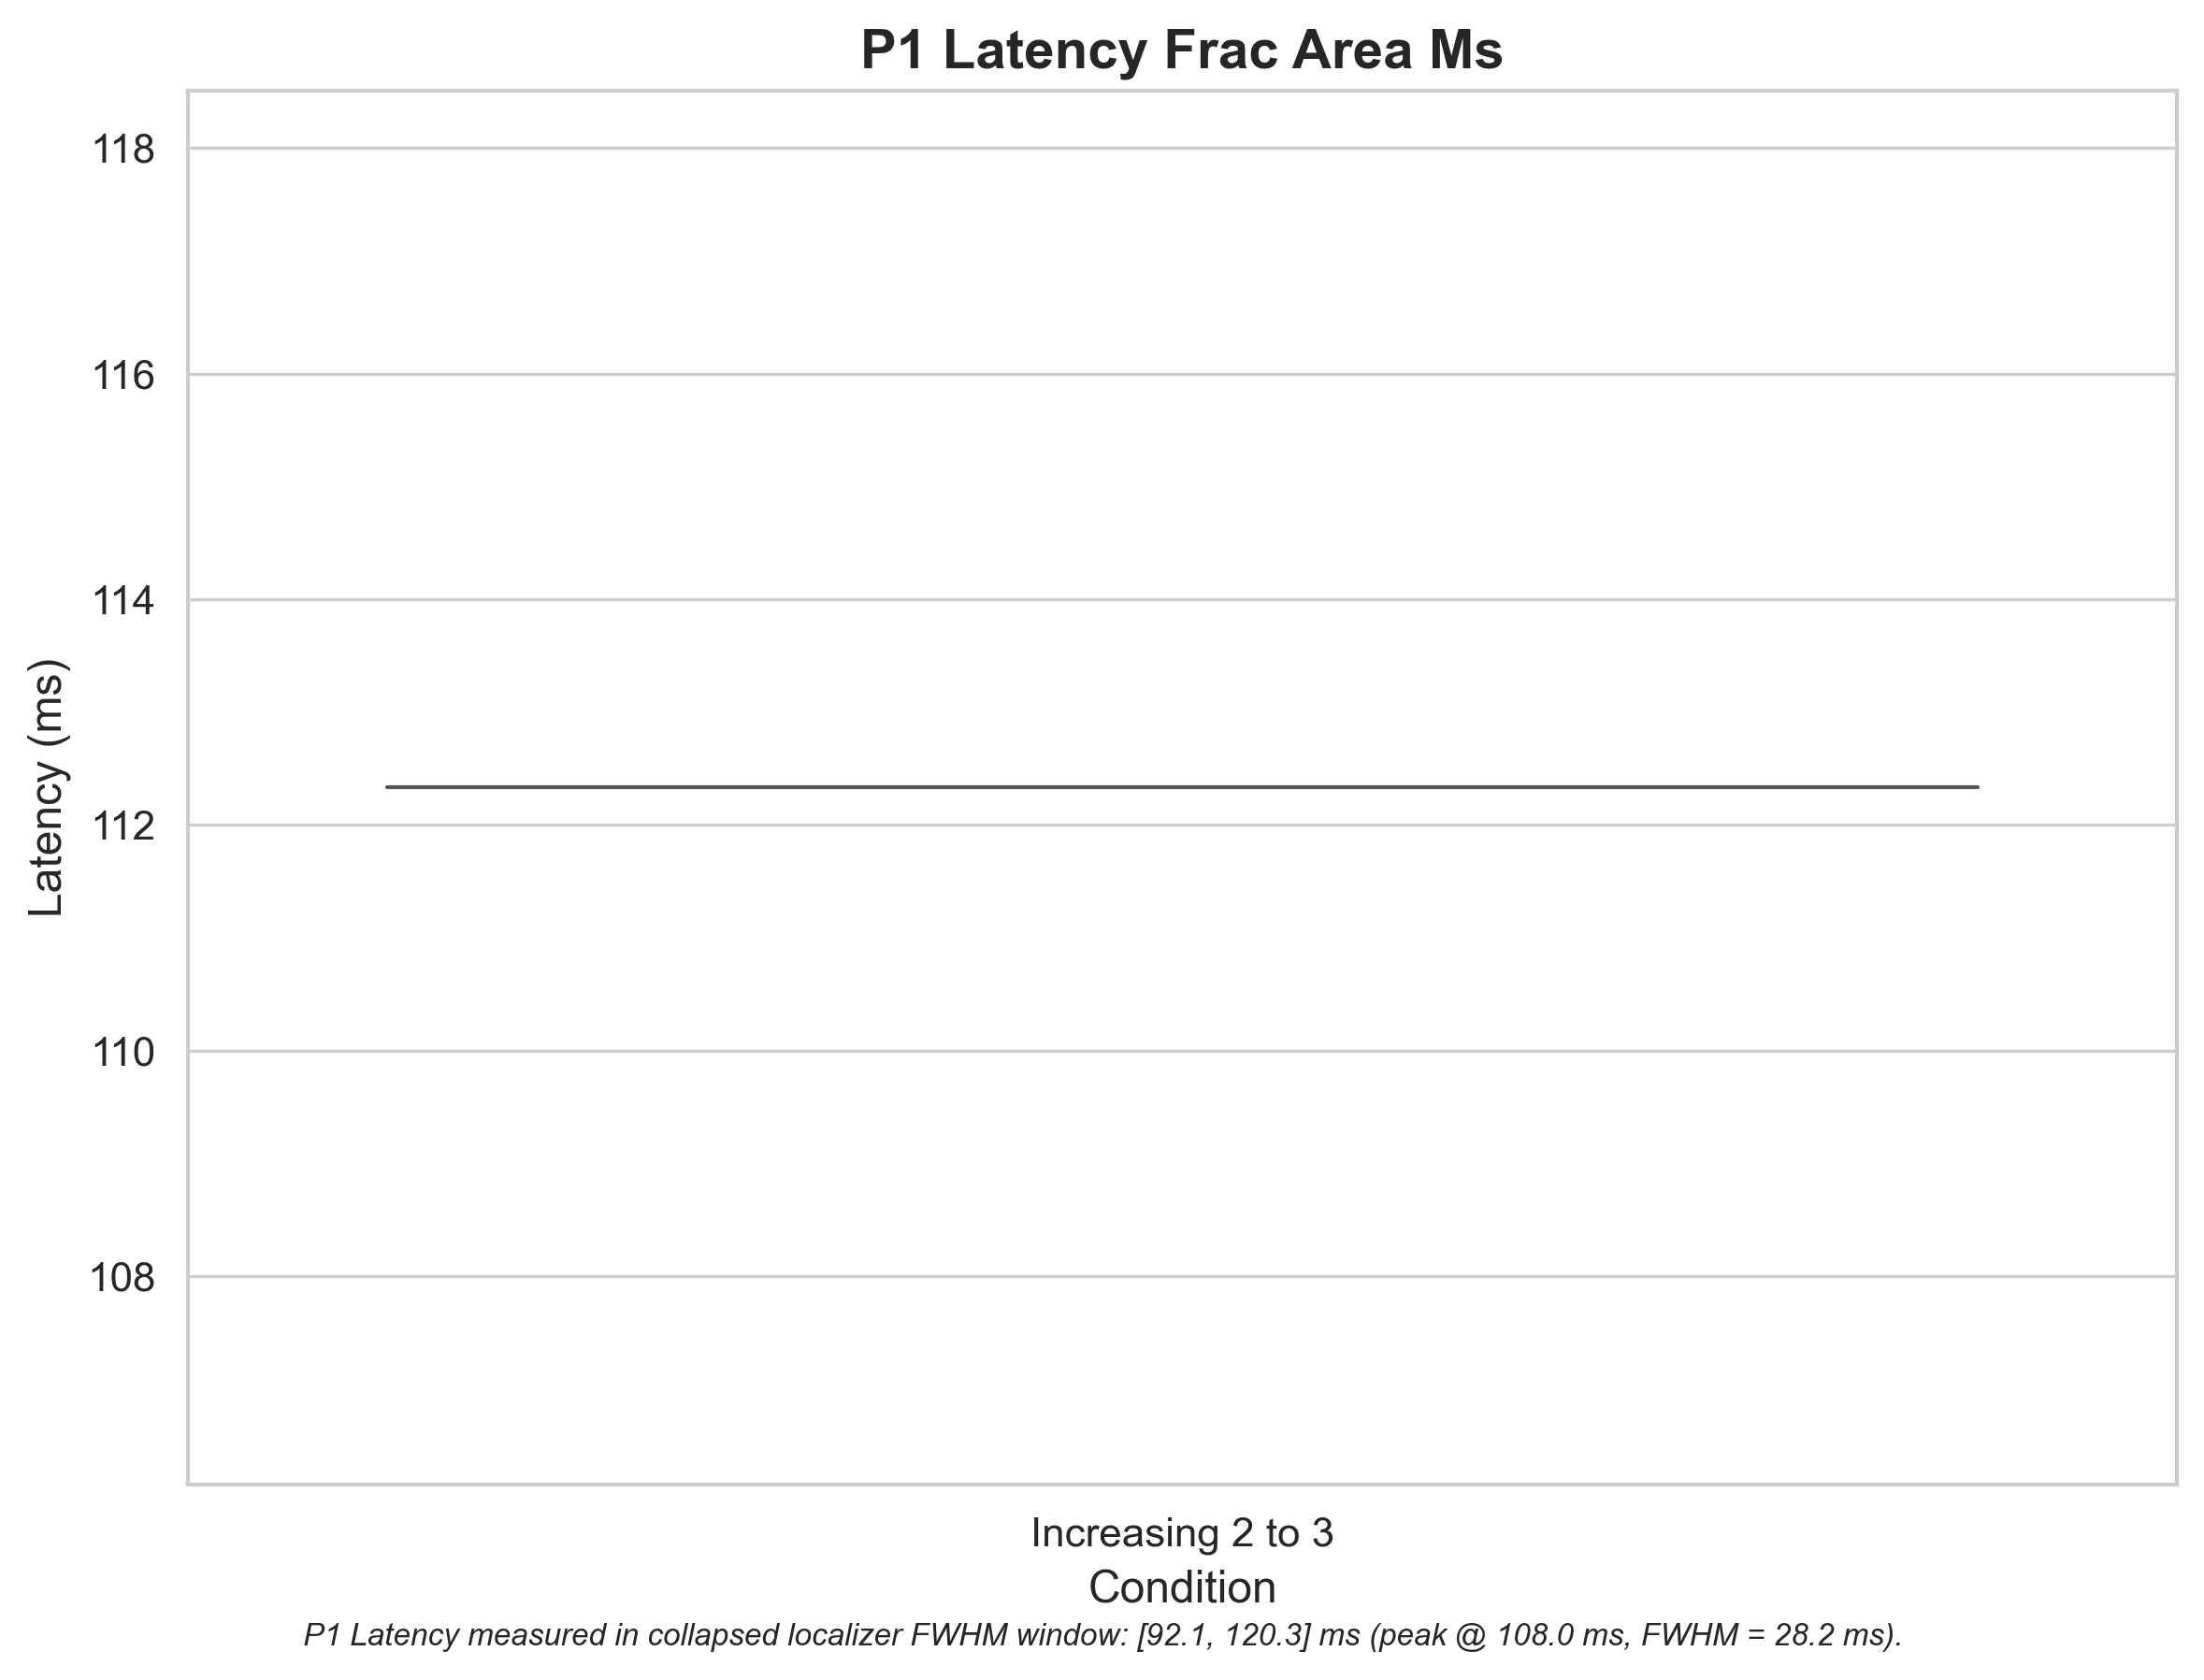 P1 Latency Frac Area Ms
118
116
114
112
110
108
Latency (ms)
Increasing 2 to 3
Condition
P1 Latency measured in collapsed localizer FWHM window: [92.1, 120.3] ms (peak @ 108.0 ms, FWHM = 28.2 ms).